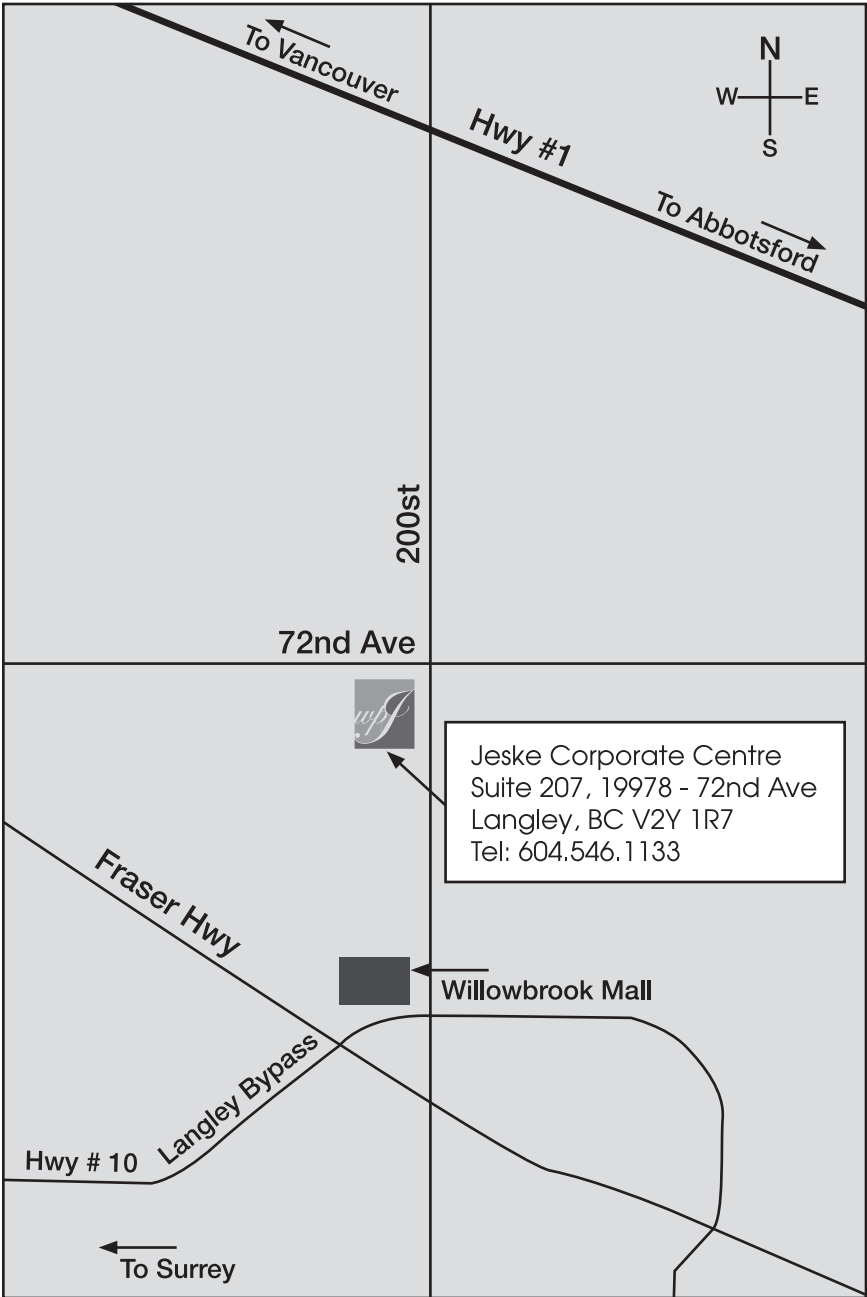 To Vancouver
N
W
E
S
Hwy #1
To Abbotsford
200st
72nd Ave
wpJ
Jeske Corporate Centre
Suite 207, 19978 - 72nd Ave
Langley, BC V2Y 1R7
Tel: 604.546.1133
Fraser Hwy
Willowbrook Mall
Langley Bypass
Hwy # 10
To Surrey